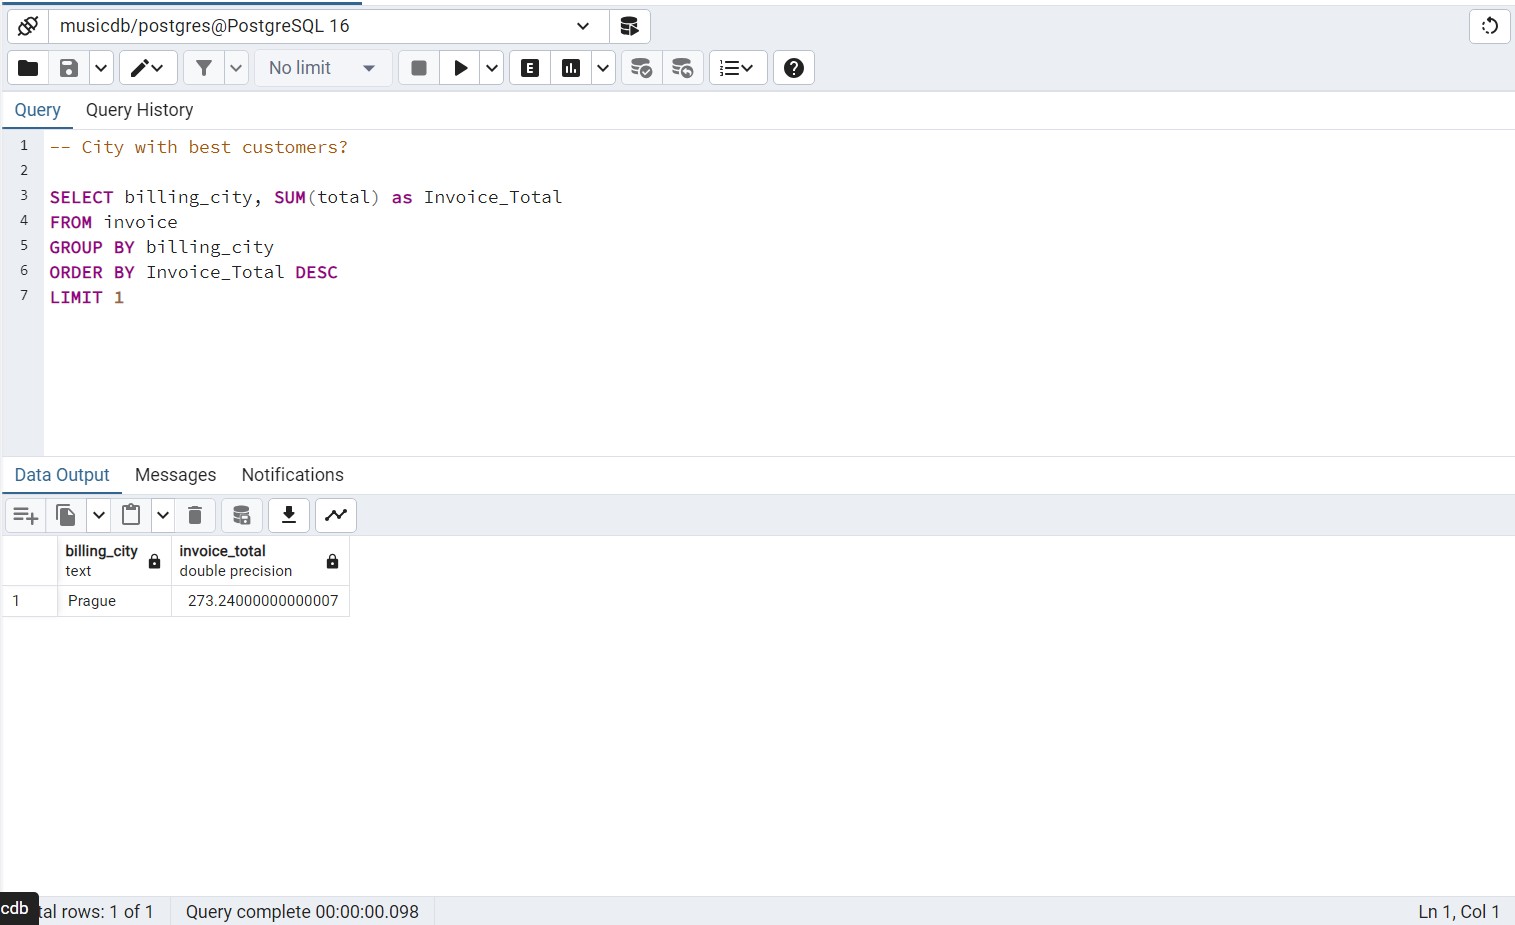 musicdb/postgres@PostgreSQL 16
No limit
E
Query Query History
1 -- City with best customers?
2
3 SELECT billing_city, SUM(total) as Invoice_Total
4 FROM invoice
5 GROUP BY billing_city
6 ORDER BY Invoice_Total DESC
7 LIMIT 1
Data Output Messages Notifications
billing_city invoice_total
text double precision
1 Prague 273.24000000000007
cdb tal rows: 1 of 1 Query complete 00:00:00.098 Ln 1, Col 1